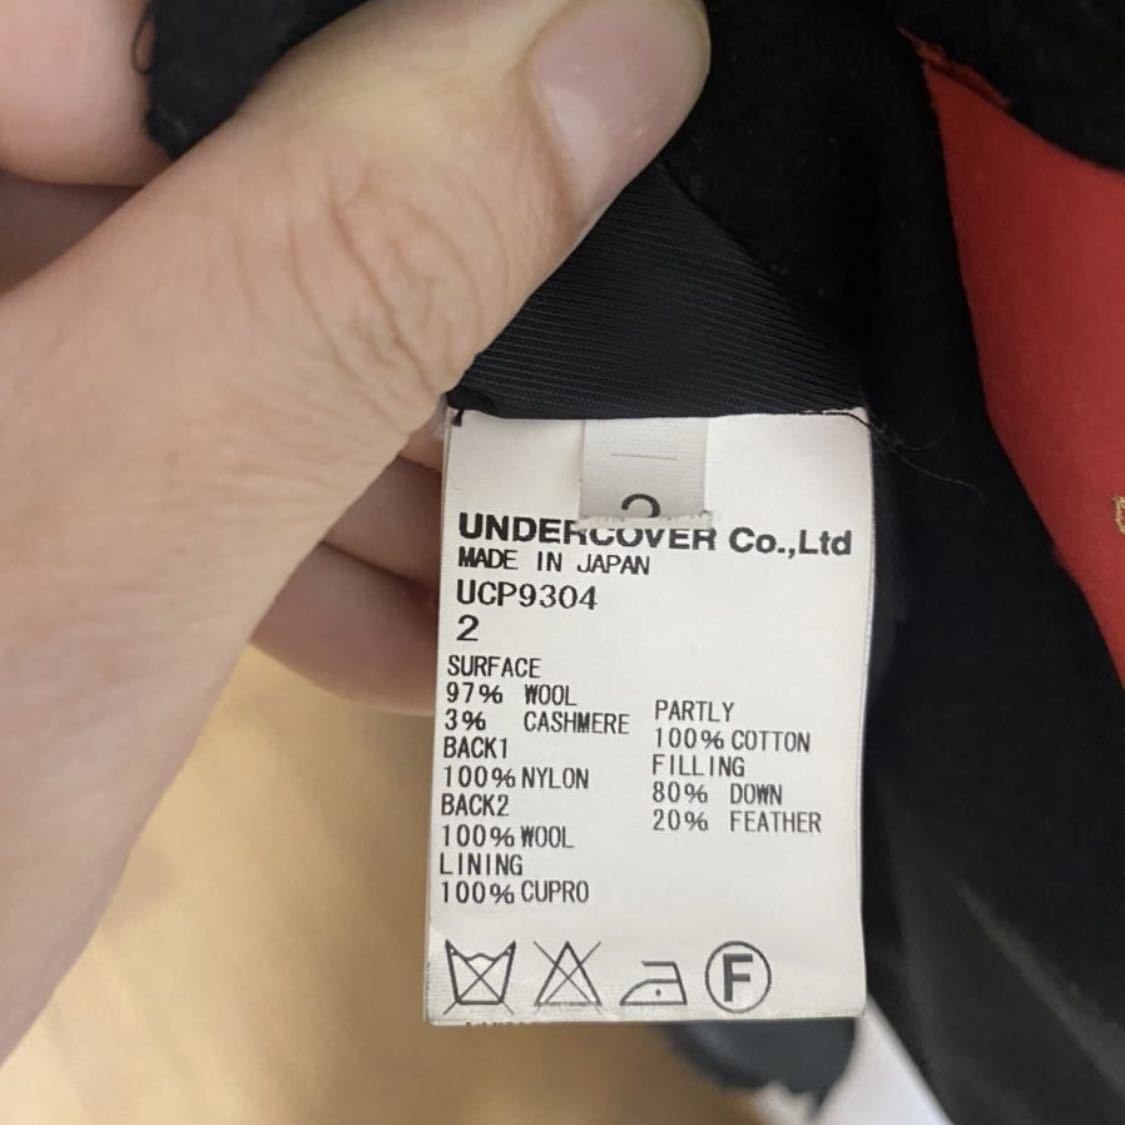 2
UNDERCOVER Co.,Ltd
MADE IN JAPAN
UCP9304
2
SURFACE
97% WOOL
3% CASHMERE
BACK1
100% NYLON
BACK2
100% WOOL
LINING
100% CUPRO
PARTLY
100% COTTON
FILLING
80% DOWN
20% FEATHER
F